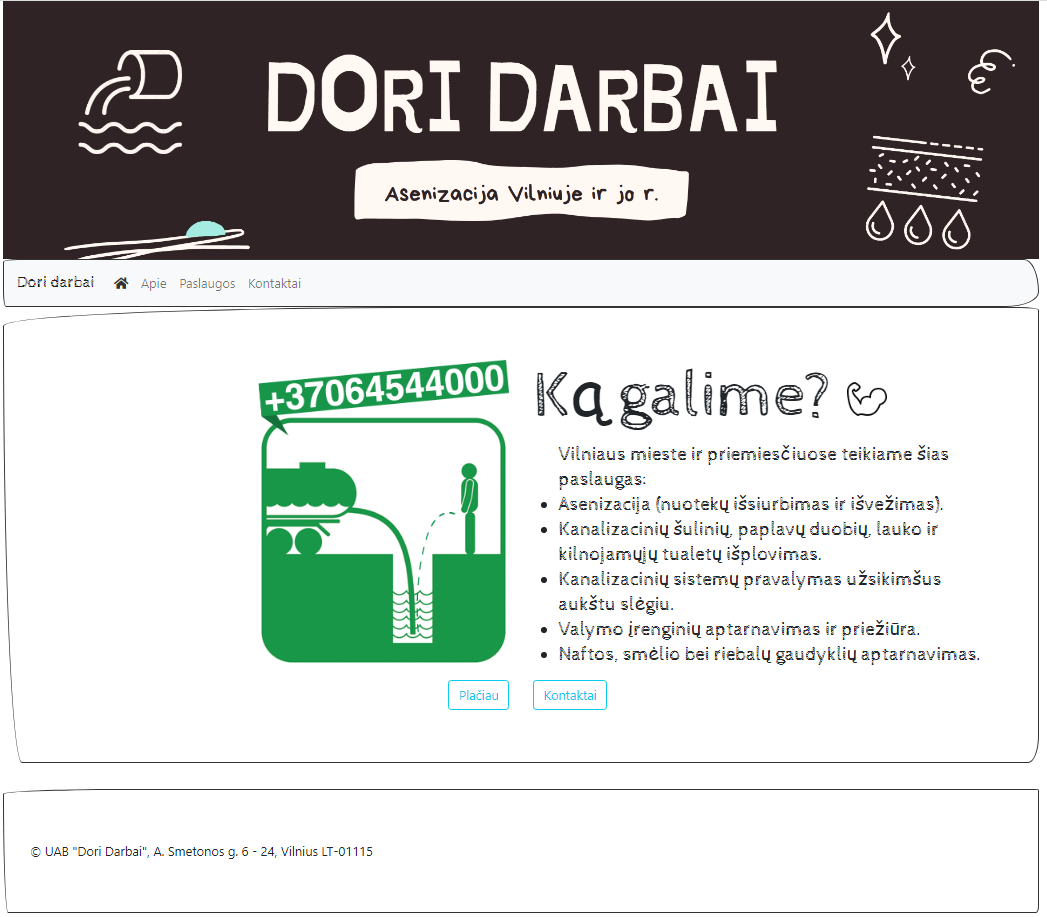 DORI DARBAI
Asenizacija Vilniuje ir jo r.
Dori darbai Apie Paslaugos Kontaktai
+37064544000
Ką galime?
Vilniaus mieste ir priemiesčiuose teikiame šias
paslaugas:
• Asenizacija (nuotekų išsiurbimas ir išvežimas).
• Kanalizacinių šulinių, paplavų duobių, lauko ir
kilnojamųjų tualetų išplovimas.
• Kanalizacinių sistemų pravalymas užsikimšus
aukštu slėgiu.
• Valymo įrenginių aptarnavimas ir priežiūra.
• Naftos, smėlio bei riebalų gaudyklių aptarnavimas.
Plačiau Kontaktai
© UAB "Dori Darbai", A. Smetonos g. 6 - 24, Vilnius LT-01115